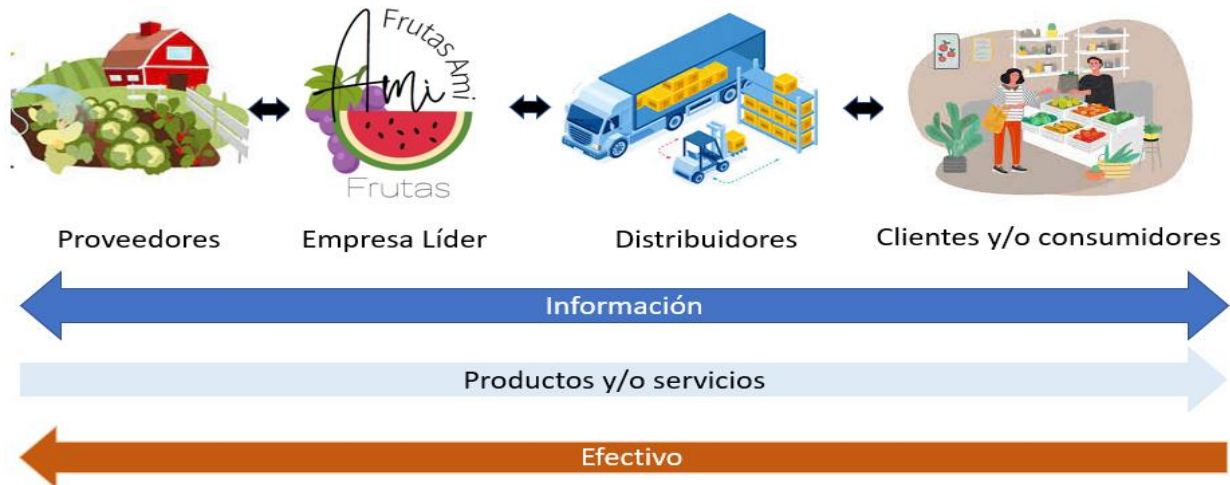 Frutas Ami
Ami
Frutas
Proveedores
Empresa Líder
Distribuidores
Clientes y/o consumidores
Información
Productos y/o servicios
Efectivo